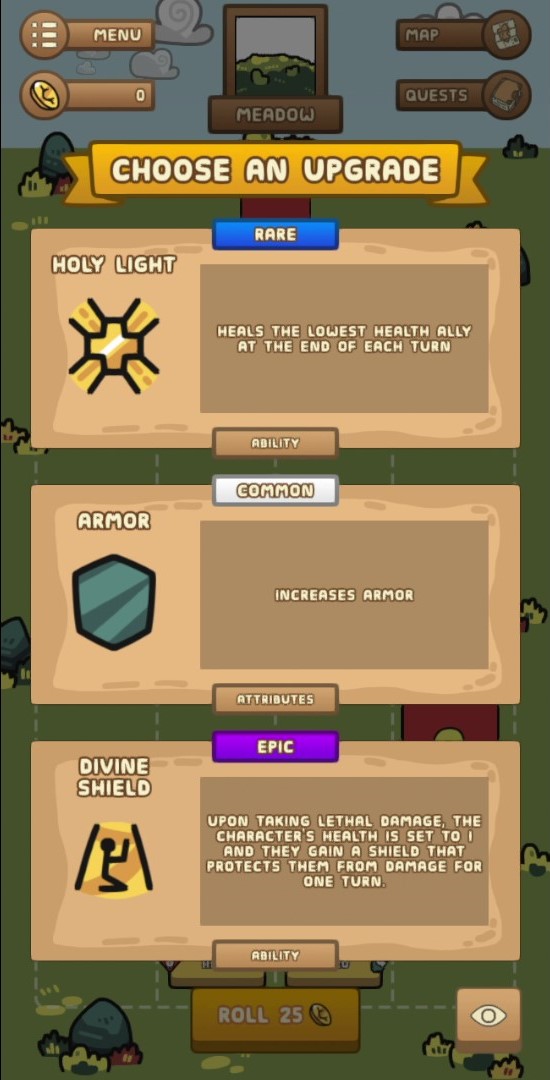 MENU
MAP
0
QUESTS
MEADOW
CHOOSE AN UPGRADE
RARE
HOLY LIGHT
HEALS THE LOWEST HEALTH ALLY
AT THE END OF EACH TURN
ABILITY
COMMON
ARMOR
INCREASES ARMOR
ATTRIBUTES
EPIC
DIVINE
SHIELD
UPON TAKING LETHAL DAMAGE, THE
CHARACTER'S HEALTH IS SET TO 1
AND THEY GAIN A SHIELD THAT
PROTECTS THEM FROM DAMAGE FOR
ONE TURN.
ABILITY
ROLL 25